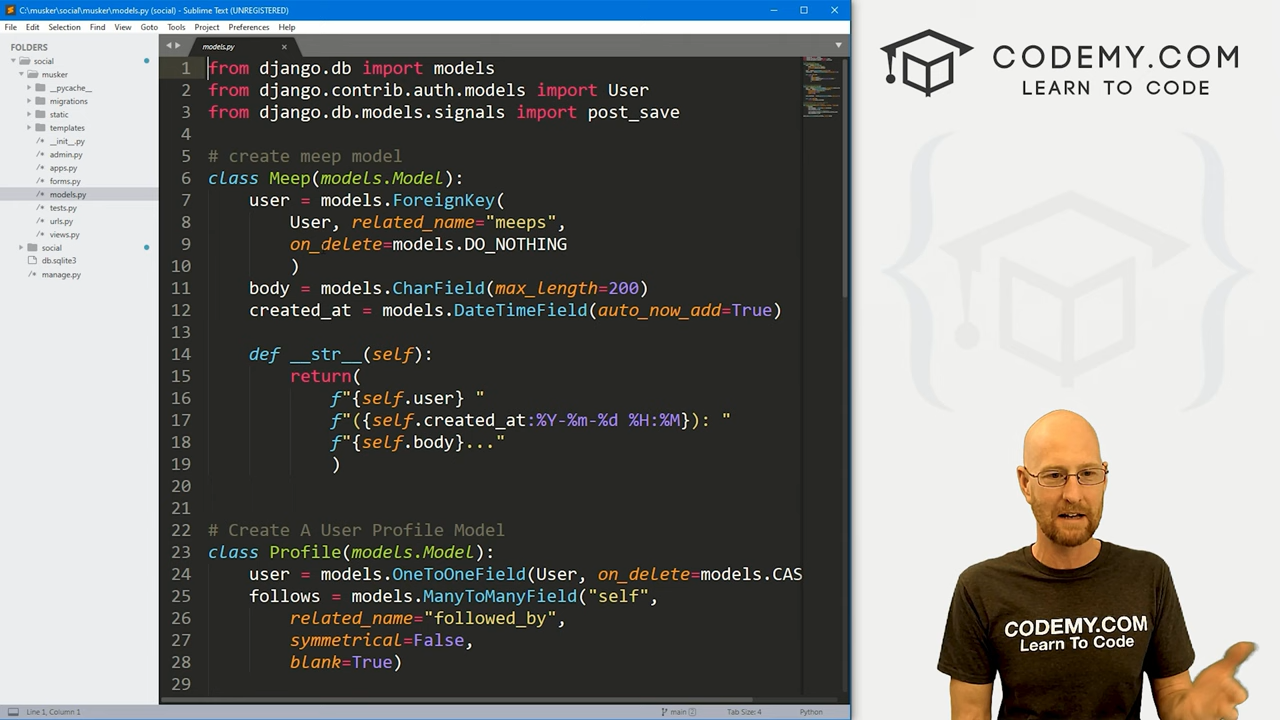 C:\musker\social\musker\models.py (social) - Sublime Text (UNREGISTERED)
File Edit Selection Find View Goto Tools Project Preferences Help
FOLDERS
social
musker
__pycache__
migrations
static
templates
__init__.py
admin.py
apps.py
forms.py
models.py
tests.py
urls.py
views.py
social
db.sqlite3
manage.py
models.py
1 from django.db import models
2 from django.contrib.auth.models import User
3 from django.db.models.signals import post_save
4
5 # create meep model
6 class Meep(models.Model):
7 user = models.ForeignKey(
8 User, related_name="meeps",
9 on_delete=models.DO_NOTHING
10 )
11 body = models.CharField(max_length=200)
12 created_at = models.DateTimeField(auto_now_add=True)
13
14 def __str__(self):
15 return(
16 f"{self.user} "
17 f"({self.created_at:%Y-%m-%d %H:%M}): "
18 f"{self.body}..."
19 )
20
21
22 # Create A User Profile Model
23 class Profile(models.Model):
24 user = models.OneToOneField(User, on_delete=models.CAS
25 follows = models.ManyToManyField("self",
26 related_name="followed_by",
27 symmetrical=False,
28 blank=True)
29
Line 1, Column 1
main 2
Tab Size: 4
Python
CODEMY.COM
LEARN TO CODE
CODEMY.COM
Learn To Code